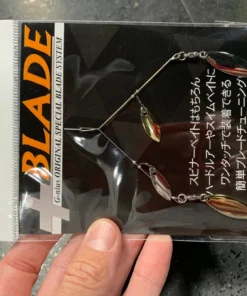 +BLADE
G-nius ORIGINAL SPECIAL BLADE SYSTEM
スピナーベイトはもちろん
ハードルアーやスイムベイトに
ワンタッチで装着できる
簡単ブレードチューニング